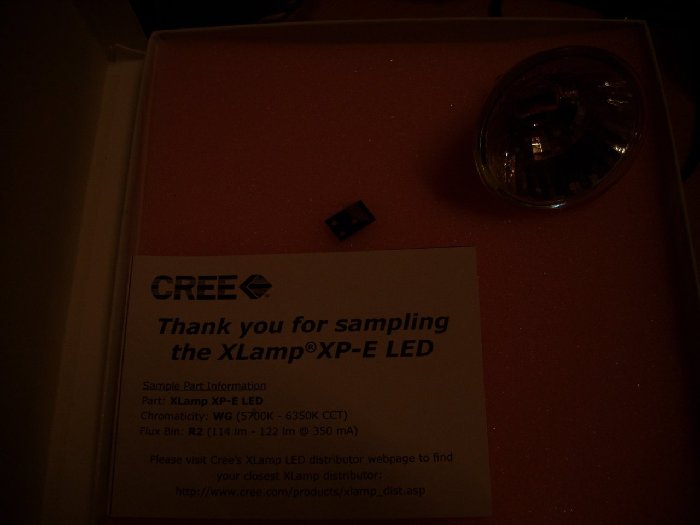 CREE
Thank you for sampling
the XLamp®XP-E LED
Sample Part Information
Part: XLamp XP-E LED
Chromaticity: WG (5700K - 6350K CCT)
Flux Bin: R2 (114 lm - 122 lm @ 350 mA)
Please visit Cree's XLamp LED distributor webpage to find
your closest XLamp distributor:
http://www.cree.com/products/xlamp_dist.asp